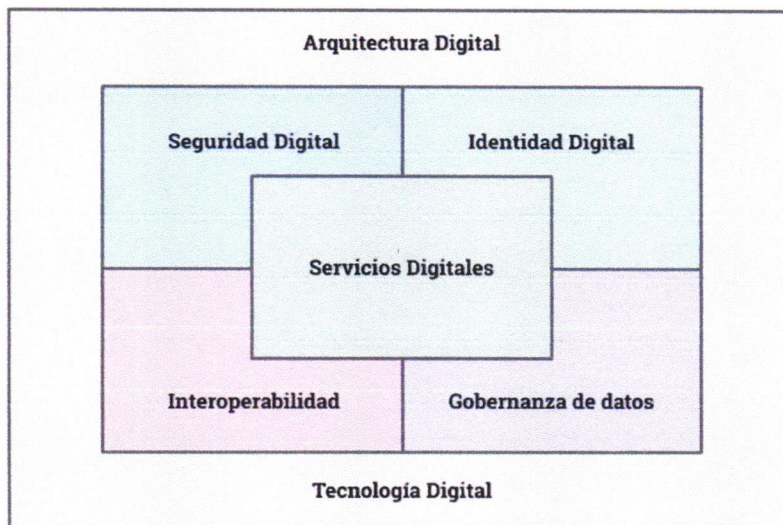 Arquitectura Digital
Seguridad Digital
Identidad Digital
Servicios Digitales
Interoperabilidad
Gobernanza de datos
Tecnología Digital